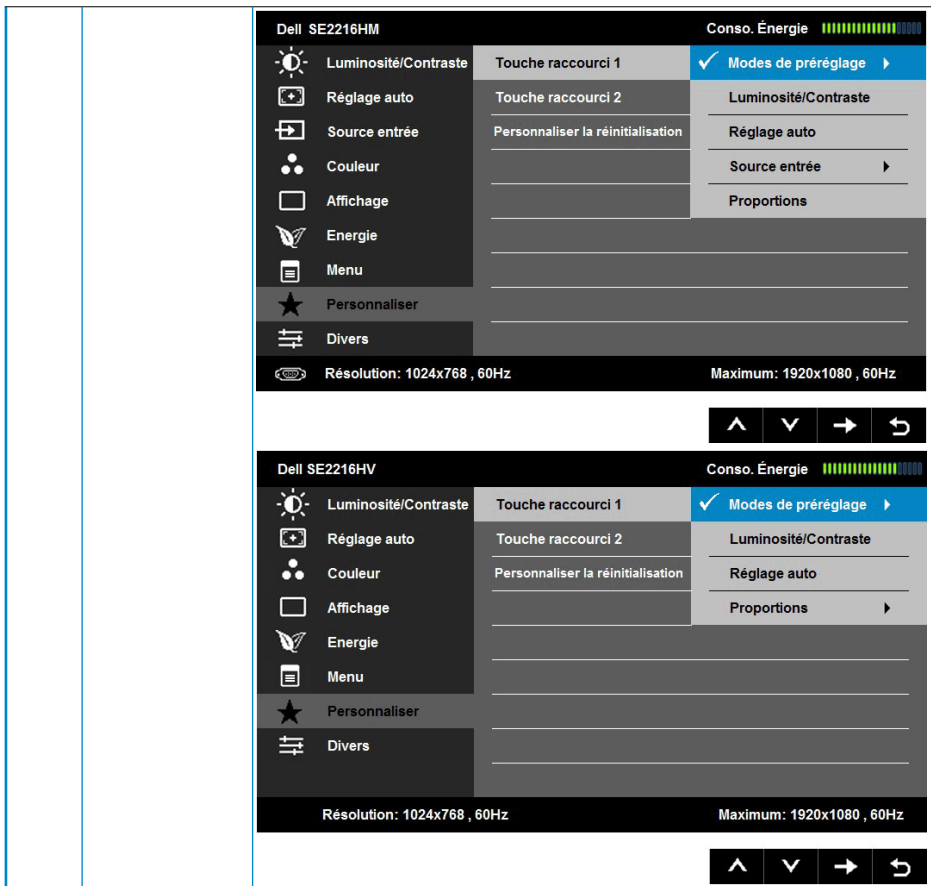 Dell SE2216HM Conso. Énergie
Luminosité/Contraste Touche raccourci 1 Modes de préréglage
Réglage auto Touche raccourci 2 Luminosité/Contraste
Source entrée Personnaliser la réinitialisation Réglage auto
Couleur Source entrée
Affichage Proportions
Energie
Menu
Personnaliser
Divers
Résolution: 1024x768 , 60Hz Maximum: 1920x1080 , 60Hz
Dell SE2216HV Conso. Énergie
Luminosité/Contraste Touche raccourci 1 Modes de préréglage
Réglage auto Touche raccourci 2 Luminosité/Contraste
Couleur Personnaliser la réinitialisation Réglage auto
Affichage Proportions
Energie
Menu
Personnaliser
Divers
Résolution: 1024x768 , 60Hz Maximum: 1920x1080 , 60Hz